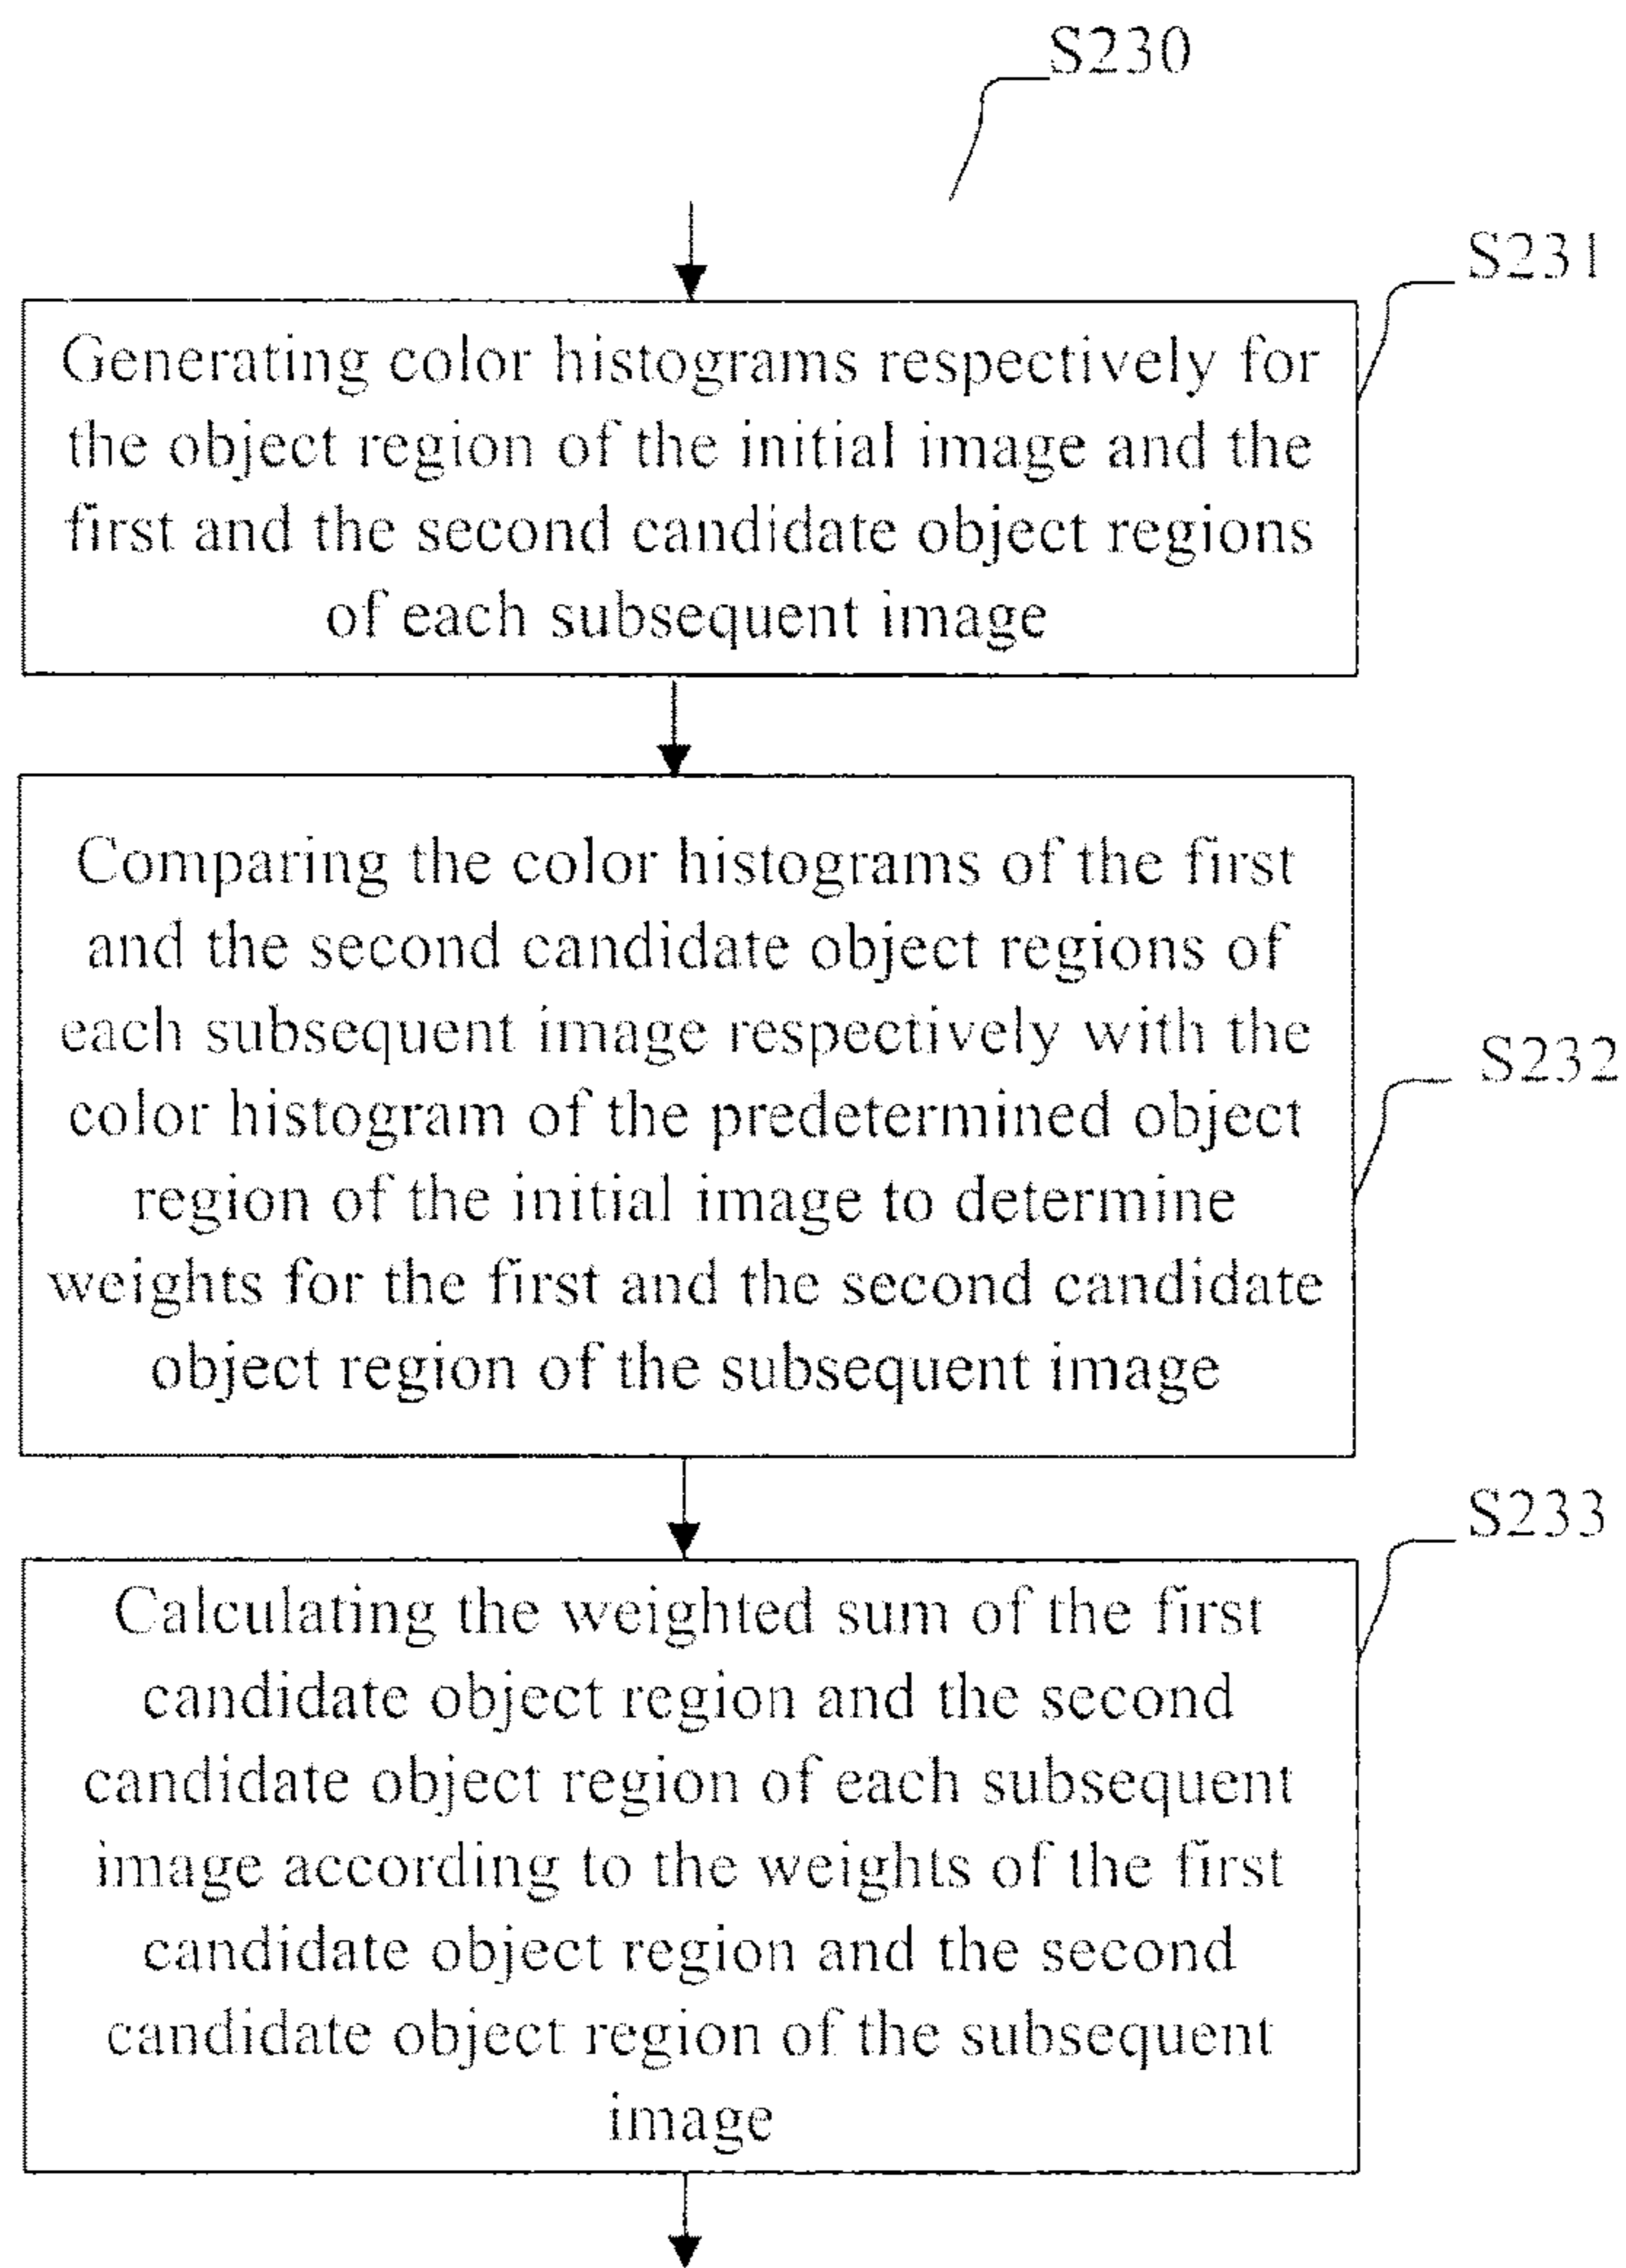 S230
S231
Generating color histograms respectively for
the object region of the initial image and the
first and the second candidate object regions
of each subsequent image
Comparing the color histograms of the first
and the second candidate object regions of
each subsequent image respectively with the
S232
color histogram of the predetermined object
region of the initial image to determine
weights for the first and the second candidate
object region of the subsequent image
S233
Calculating the weighted sum of the first
candidate object region and the second
candidate object region of each subsequent
image according to the weights of the first
candidate object region and the second
candidate object region of the subsequent
image